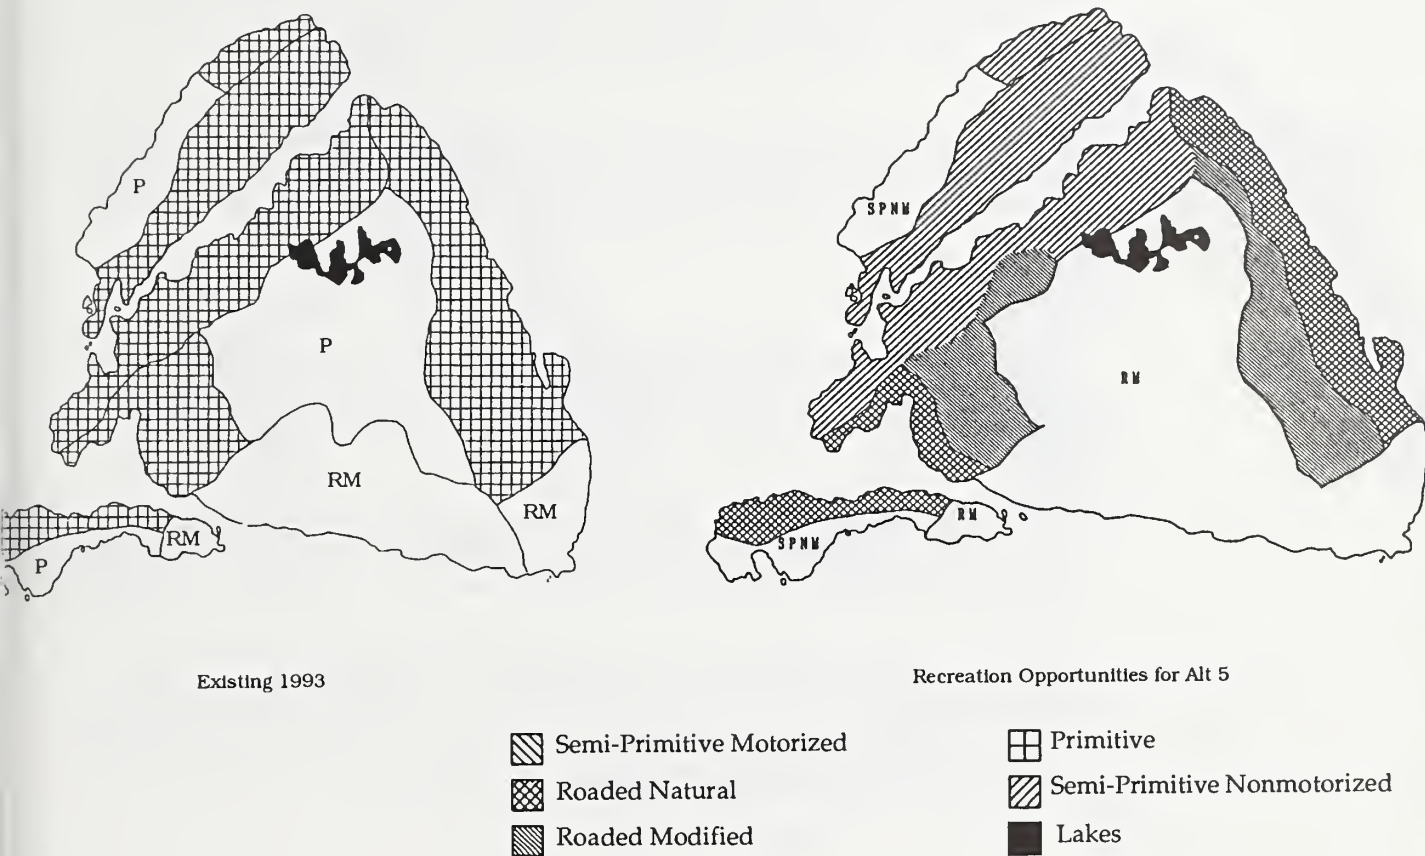 P
P
RM
RM
RM
P
SPNM
RM
RM
SPNM
Existing 1993
Recreation Opportunities for Alt 5
Semi-Primitive Motorized
Primitive
Roaded Natural
Semi-Primitive Nonmotorized
Roaded Modified
Lakes